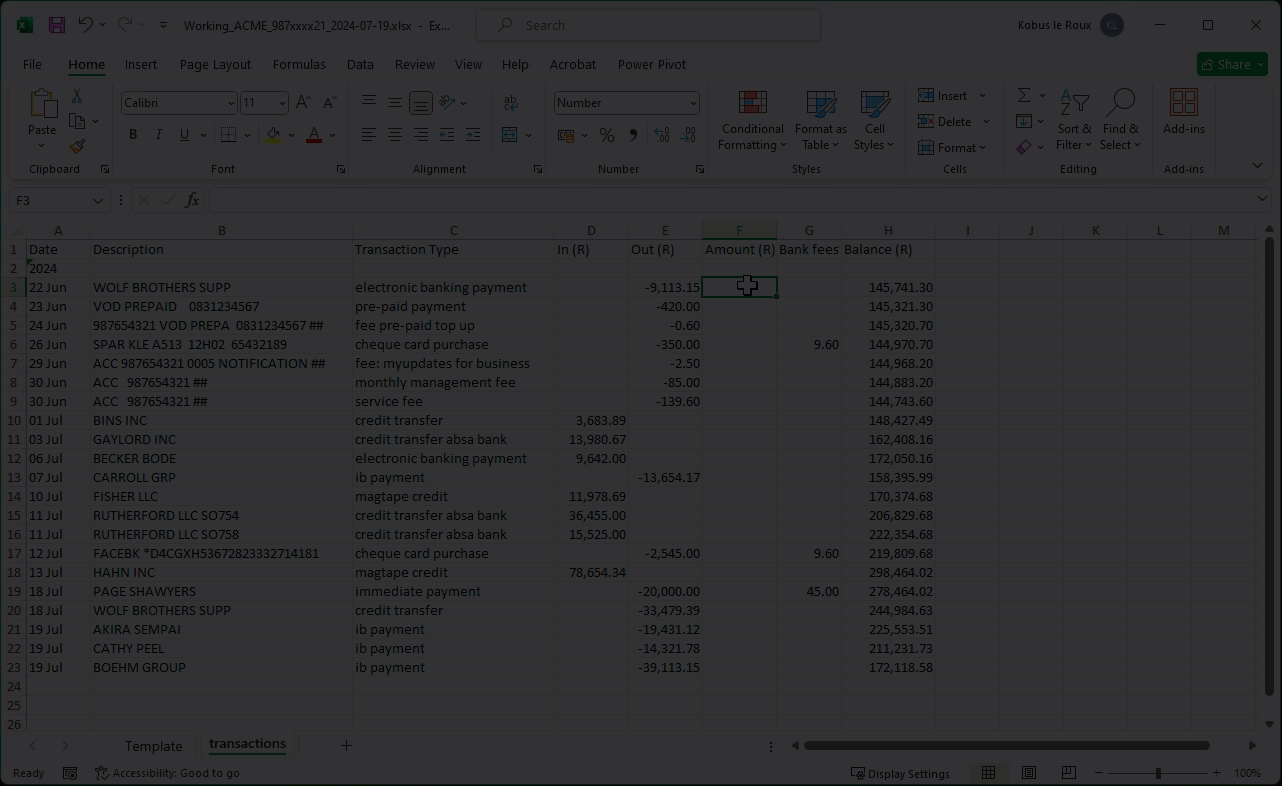 Working_ACME_987xxxx21_2024-07-19.xlsx - Ex...
Search
Kobus le Roux KL
File Home Insert Page Layout Formulas Data Review View Help Acrobat Power Pivot Share
Paste
Calibri 11
B I U
ab
Number
Conditional Formatting
Format as Table
Cell Styles
Insert
Delete
Format
Sort & Filter
Find & Select
Add-ins
Clipboard Font Alignment Number Styles Cells Editing Add-ins
F3 fx
A B C D E F G H I J K L M
1 Date Description Transaction Type In (R) Out (R) Amount (R) Bank fees Balance (R)
2 2024
3 22 Jun WOLF BROTHERS SUPP electronic banking payment -9,113.15 145,741.30
4 23 Jun VOD PREPAID 0831234567 pre-paid payment -420.00 145,321.30
5 24 Jun 987654321 VOD PREPA 0831234567 ## fee pre-paid top up -0.60 145,320.70
6 26 Jun SPAR KLE A513 12H02 65432189 cheque card purchase -350.00 9.60 144,970.70
7 29 Jun ACC 987654321 0005 NOTIFICATION ## fee: myupdates for business -2.50 144,968.20
8 30 Jun ACC 987654321 ## monthly management fee -85.00 144,883.20
9 30 Jun ACC 987654321 ## service fee -139.60 144,743.60
10 01 Jul BINS INC credit transfer 3,683.89 148,427.49
11 03 Jul GAYLORD INC credit transfer absa bank 13,980.67 162,408.16
12 06 Jul BECKER BODE electronic banking payment 9,642.00 172,050.16
13 07 Jul CARROLL GRP ib payment -13,654.17 158,395.99
14 10 Jul FISHER LLC magtape credit 11,978.69 170,374.68
15 11 Jul RUTHERFORD LLC SO754 credit transfer absa bank 36,455.00 206,829.68
16 11 Jul RUTHERFORD LLC SO758 credit transfer absa bank 15,525.00 222,354.68
17 12 Jul FACEBK *D4CGXH53672823332714181 cheque card purchase -2,545.00 9.60 219,809.68
18 13 Jul HAHN INC magtape credit 78,654.34 298,464.02
19 18 Jul PAGE SHAWYERS immediate payment -20,000.00 45.00 278,464.02
20 18 Jul WOLF BROTHERS SUPP credit transfer -33,479.39 244,984.63
21 19 Jul AKIRA SEMPAI ib payment -19,431.12 225,553.51
22 19 Jul CATHY PEEL ib payment -14,321.78 211,231.73
23 19 Jul BOEHM GROUP ib payment -39,113.15 172,118.58
24
25
26
Template transactions
Ready Accessibility: Good to go Display Settings 100%